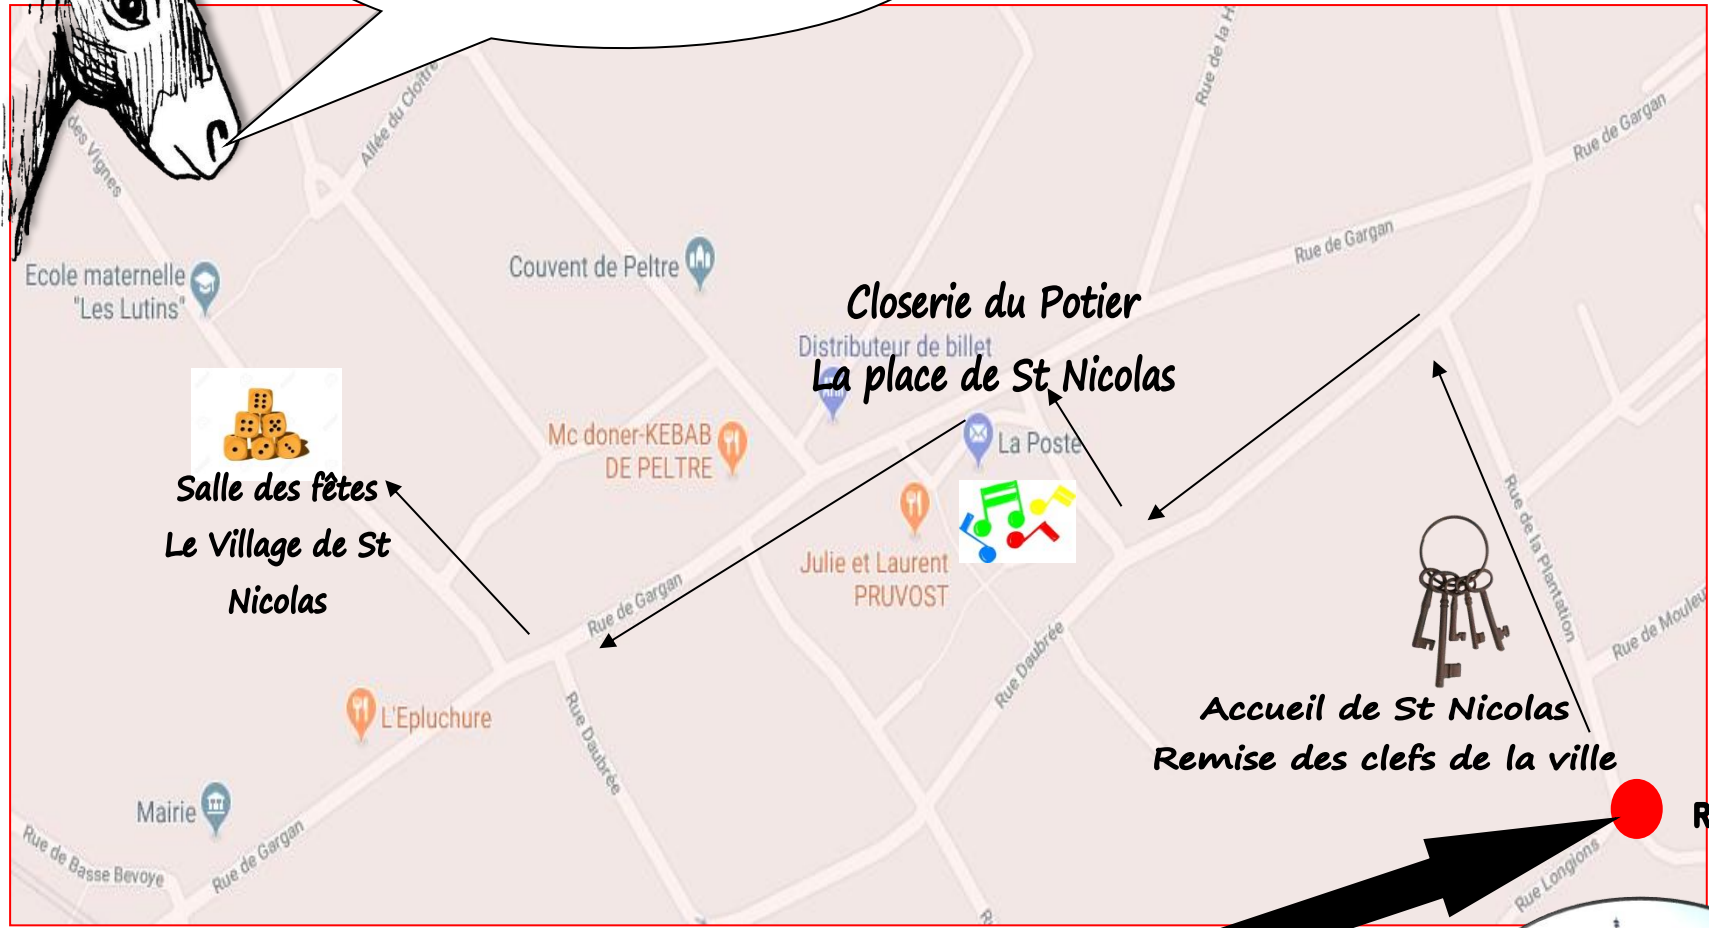 Rue de la H
Allée du Cloître
des Vignes
Rue de Gargan
Rue de Gargan
Ecole maternelle
"Les Lutins"
Couvent de Peltre
Closerie du Potier
Distributeur de billet
La place de St Nicolas
Mc doner-KEBAB
DE PELTRE
La Poste
Salle des fêtes
Le Village de St
Nicolas
Julie et Laurent
PRUVOST
Rue de Gargan
Rue de la Plantation
Rue de Mouleu
Rue Daubrée
L'Epluchure
Rue Daubrée
Accueil de St Nicolas
Remise des clefs de la ville
Mairie
R
Rue de Basse Bevoye
Rue de Gargan
Rue Longions